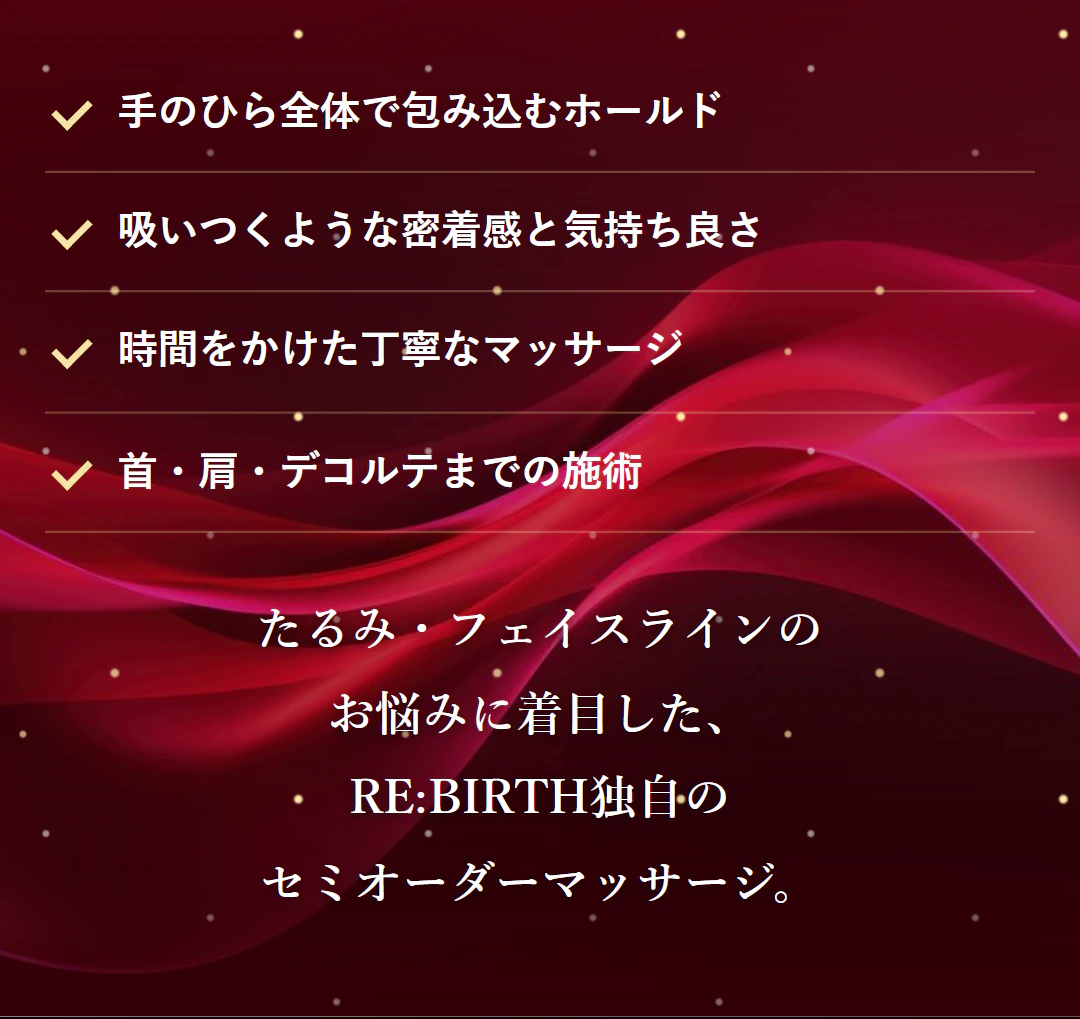 手のひら全体で包み込むホールド
吸いつくような密着感と気持ち良さ
時間をかけた丁寧なマッサージ
首・肩・デコルテまでの施術
たるみ・フェイスラインの
お悩みに着目した、
RE:BIRTH独自の
セミオーダーマッサージ。